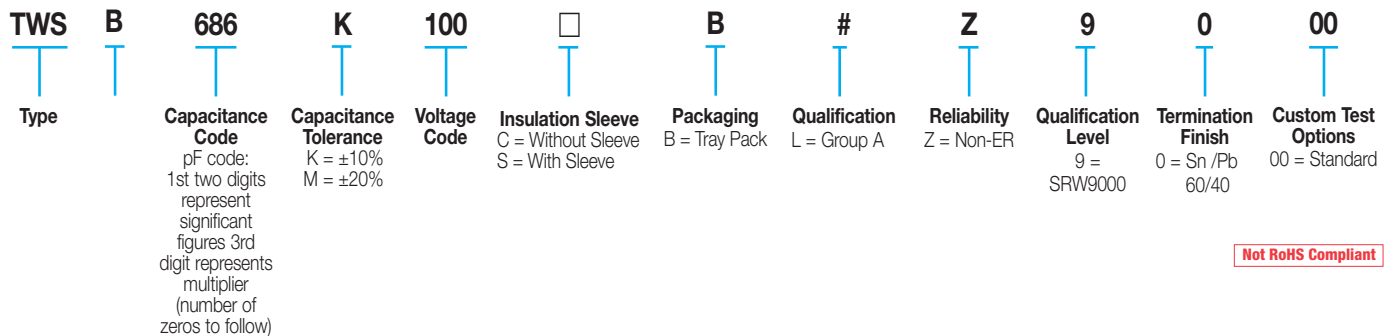 TWS B 686 K 100 □ B # Z 9 0 00
Type
Capacitance
Code
pF code:
1st two digits
represent
significant
figures 3rd
digit represents
multiplier
(number of
zeros to follow)
Capacitance
Tolerance
K = ±10%
M = ±20%
Voltage
Code
Insulation Sleeve
C = Without Sleeve
S = With Sleeve
Packaging
B = Tray Pack
Qualification
L = Group A
Reliability
Z = Non-ER
Qualification
Level
9 =
SRW9000
Termination
Finish
0 = Sn /Pb
60/40
Custom Test
Options
00 = Standard
Not RoHS Compliant